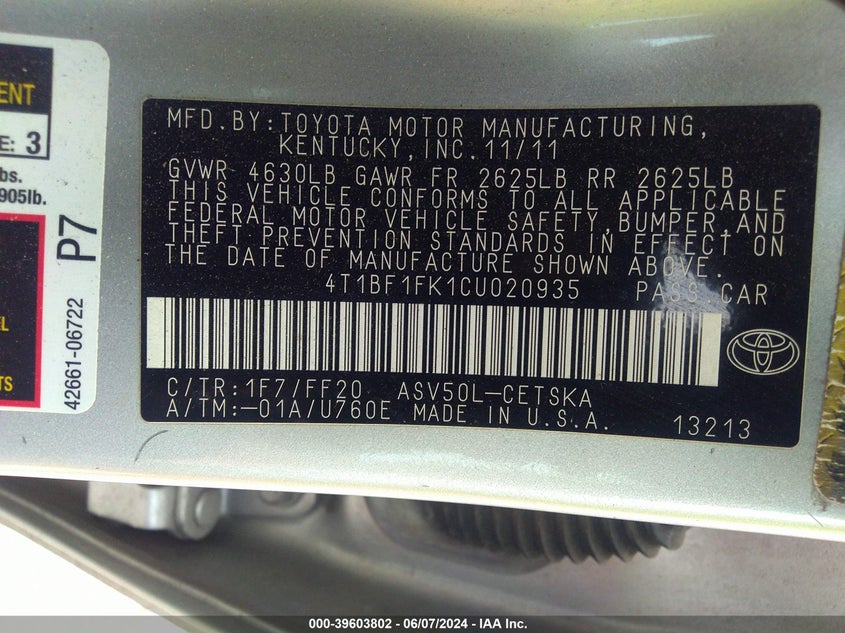 ENT
E: 3
bs.
905lb.
P7
42661-06722
EL
TS
MFD.BY:TOYOTA MOTOR MANUFACTURING,
KENTUCKY,INC.11/11
GVWR 4630LB GAWR FR 2625LB RR 2625LB
THIS VEHICLE CONFORMS TO ALL APPLICABLE
FEDERAL MOTOR VEHICLE SAFETY,BUMPER,AND
THEFT PREVENTION STANDARDS IN EFFECT ON
THE DATE OF MANUFACTURE SHOWN ABOVE.
4T1BF1FK1CU020935 PASS.CAR
C/TR:1F7/FF20 ASV50L-CETSKA
A/TM:-01A/U760E MADE IN U.S.A. 13213
000-39603802 - 06/07/2024 - IAA Inc.